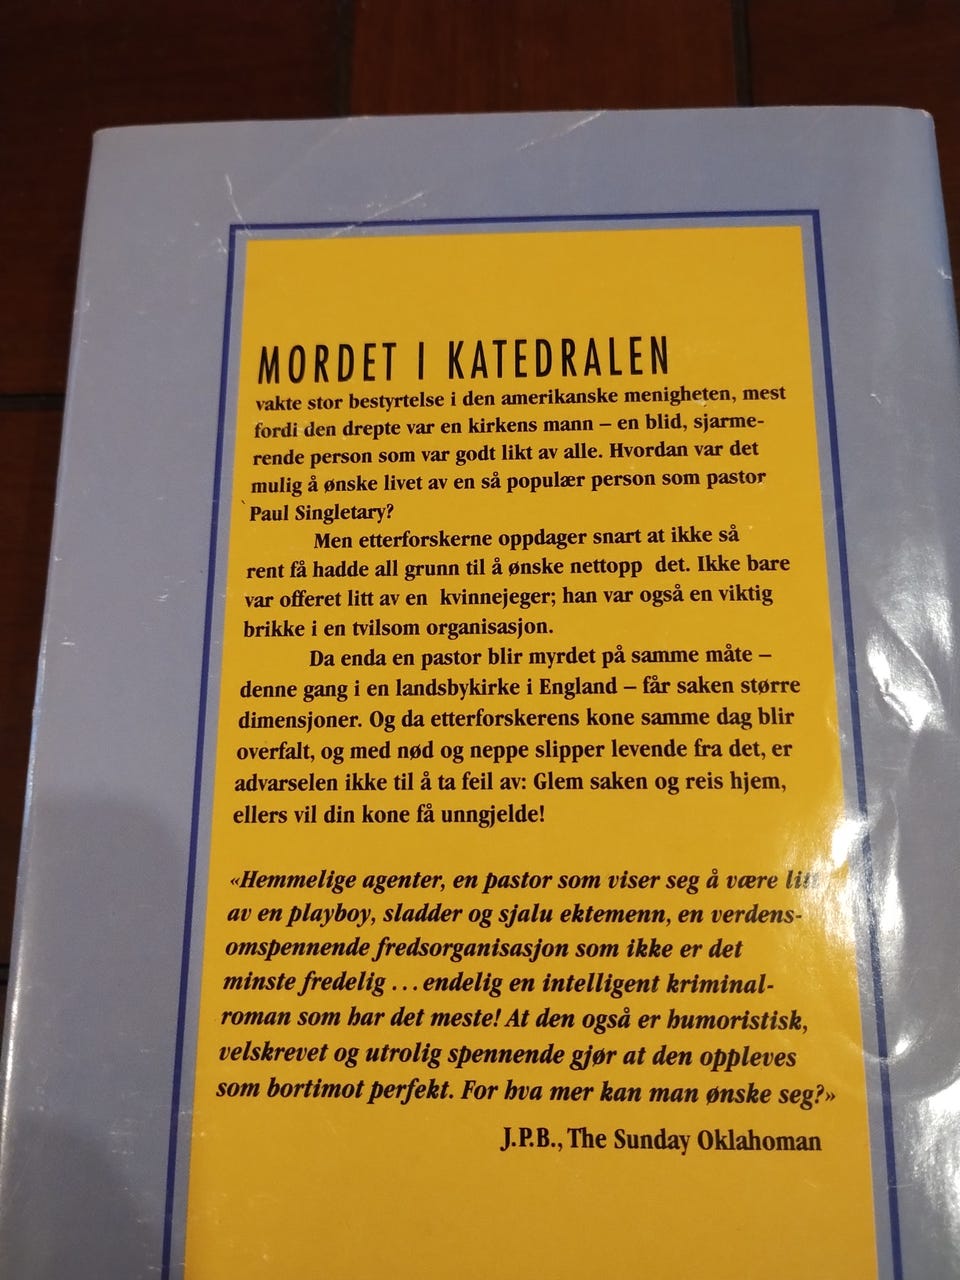 MORDET I KATEDRALEN
vakte stor bestyrtelse i den amerikanske menigheten, mest
fordi den drepte var en kirkens mann – en blid, sjarme-
rende person som var godt likt av alle. Hvordan var det
mulig å ønske livet av en så populær person som pastor
Paul Singletary?
Men etterforskerne oppdager snart at ikke så
rent få hadde all grunn til å ønske nettopp det. Ikke bare
var offeret litt av en kvinnejeger; han var også en viktig
brikke i en tvilsom organisasjon.
Da enda en pastor blir myrdet på samme måte –
denne gang i en landsbykirke i England – får saken større
dimensjoner. Og da etterforskerens kone samme dag blir
overfalt, og med nød og neppe slipper levende fra det, er
advarselen ikke til å ta feil av: Glem saken og reis hjem,
ellers vil din kone få unngjelde!
«Hemmelige agenter, en pastor som viser seg å være litt
av en playboy, sladder og sjalu ektemenn, en verdens-
omspennende fredsorganisasjon som ikke er det
minste fredelig ... endelig en intelligent kriminal-
roman som har det meste! At den også er humoristisk,
velskrevet og utrolig spennende gjør at den oppleves
som bortimot perfekt. For hva mer kan man ønske seg?»
J.P.B., The Sunday Oklahoman